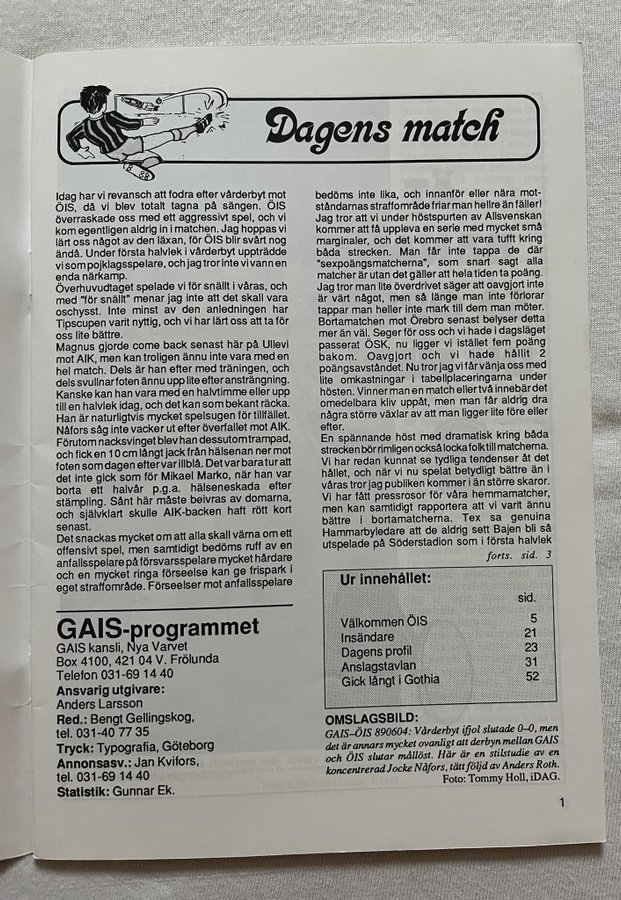 Dagens match
Idag har vi revansch att fodra efter vårderbyt mot
ÖIS, då vi blev totalt tagna på sängen. ÖIS
överraskade oss med ett aggressivt spel, och vi
kom egentligen aldrig in i matchen. Jag hoppas vi
lärt oss något av den läxan, för ÖIS blir svårt nog
ändå. Under första halvlek i vårderbyt uppträdde
vi som pojklagsspelare, och jag tror inte vi vann en
enda närkamp.
Överhuvudtaget spelade vi för snällt i våras, och
med "för snällt" menar jag inte att det skall vara
oschysst. Inte minst av den anledningen har
Tipscupen varit nyttig, och vi har lärt oss att ta för
oss lite bättre.
Magnus gjorde come back senast här på Ullevi
mot AIK, men kan troligen ännu inte vara med en
hel match. Dels är han efter med träningen, och
dels svullnar foten ännu upp lite efter ansträngning.
Kanske kan han vara med en halvtimme eller upp
till en halvlek idag, och det kan som bekant räcka.
Han är naturligtvis mycket spelsugen för tillfället.
Nåfors såg inte vacker ut efter överfallet mot AIK.
Förutom nacksvinget blev han dessutom trampad,
och fick en 10 cm långt jack från hälsenan ner mot
foten som dagen efter var illblå. Det var bara tur att
det inte gick som för Mikael Marko, när han var
borta ett halvår p.g.a. hälseneskada efter
stämpling. Sånt här måste beivras av domarna,
och självklart skulle AIK-backen haft rött kort
senast.
Det snackas mycket om att alla skall värna om ett
offensivt spel, men samtidigt bedöms ruff av en
anfallsspelare på försvarsspelare mycket hårdare
och en mycket ringa förseelse kan ge frispark i
eget straffområde. Förseelser mot anfallsspelare
bedöms inte lika, och innanför eller nära mot-
ståndarnas straffområde friar man hellre än fäller!
Jag tror att vi under höstspurten av Allsvenskan
kommer att få uppleva en serie med mycket små
marginaler, och det kommer att vara tufft kring
båda strecken. Man får inte tappa de där
"sexpoängsmatcherna", som snart sagt alla
matcher är utan det gäller att hela tiden ta poäng.
Jag tror man lite överdrivet säger att oavgjort inte
är värt något, men så länge man inte förlorar
tappar man heller inte mark till dem man möter.
Bortamatchen mot Örebro senast belyser detta
mer än väl. Seger för oss och vi hade i dagsläget
passerat ÖSK, nu ligger vi istället fem poäng
bakom. Oavgjort och vi hade hållit 2
poängsavståndet. Nu tror jag vi får vänja oss med
lite omkastningar i tabellplaceringarna under
hösten. Vinner man en match eller två innebär det
omedelbara kliv uppåt, men man får aldrig dra
några större växlar av att man ligger lite före eller
efter.
En spännande höst med dramatisk kring båda
strecken bör rimligen också locka folk till matcherna.
Vi har redan kunnat se tydliga tendenser åt det
hållet, och när vi nu spelat betydligt bättre än i
våras tror jag publiken kommer i än större skaror.
Vi har fått pressrosor för våra hemmamatcher,
men kan samtidigt rapportera att vi varit ännu
bättre i bortamatcherna. Tex sa genuina
Hammarbyledare att de aldrig sett Bajen bli så
utspelade på Söderstadion som i första halvlek
forts. sid. 3
GAIS-programmet
GAIS kansli, Nya Varvet
Box 4100, 421 04 V. Frölunda
Telefon 031-69 14 40
Ansvarig utgivare:
Anders Larsson
Red.: Bengt Gellingskog,
tel. 031-40 77 35
Tryck: Typografia, Göteborg
Annonsasv.: Jan Kvifors,
tel. 031-69 14 40
Statistik: Gunnar Ek.
Ur innehållet:
sid.
Välkommen ÖIS 5
Insändare 21
Dagens profil 23
Anslagstavlan 31
Gick långt i Gothia 52
OMSLAGSBILD:
GAIS–ÖIS 890604: Vårderbyt ifjol slutade 0–0, men
det är annars mycket ovanligt att derbyn mellan GAIS
och ÖIS slutar mållöst. Här är en stilstudie av en
koncentrerad Jocke Nåfors, tätt följd av Anders Roth.
Foto: Tommy Holl, iDAG.
1